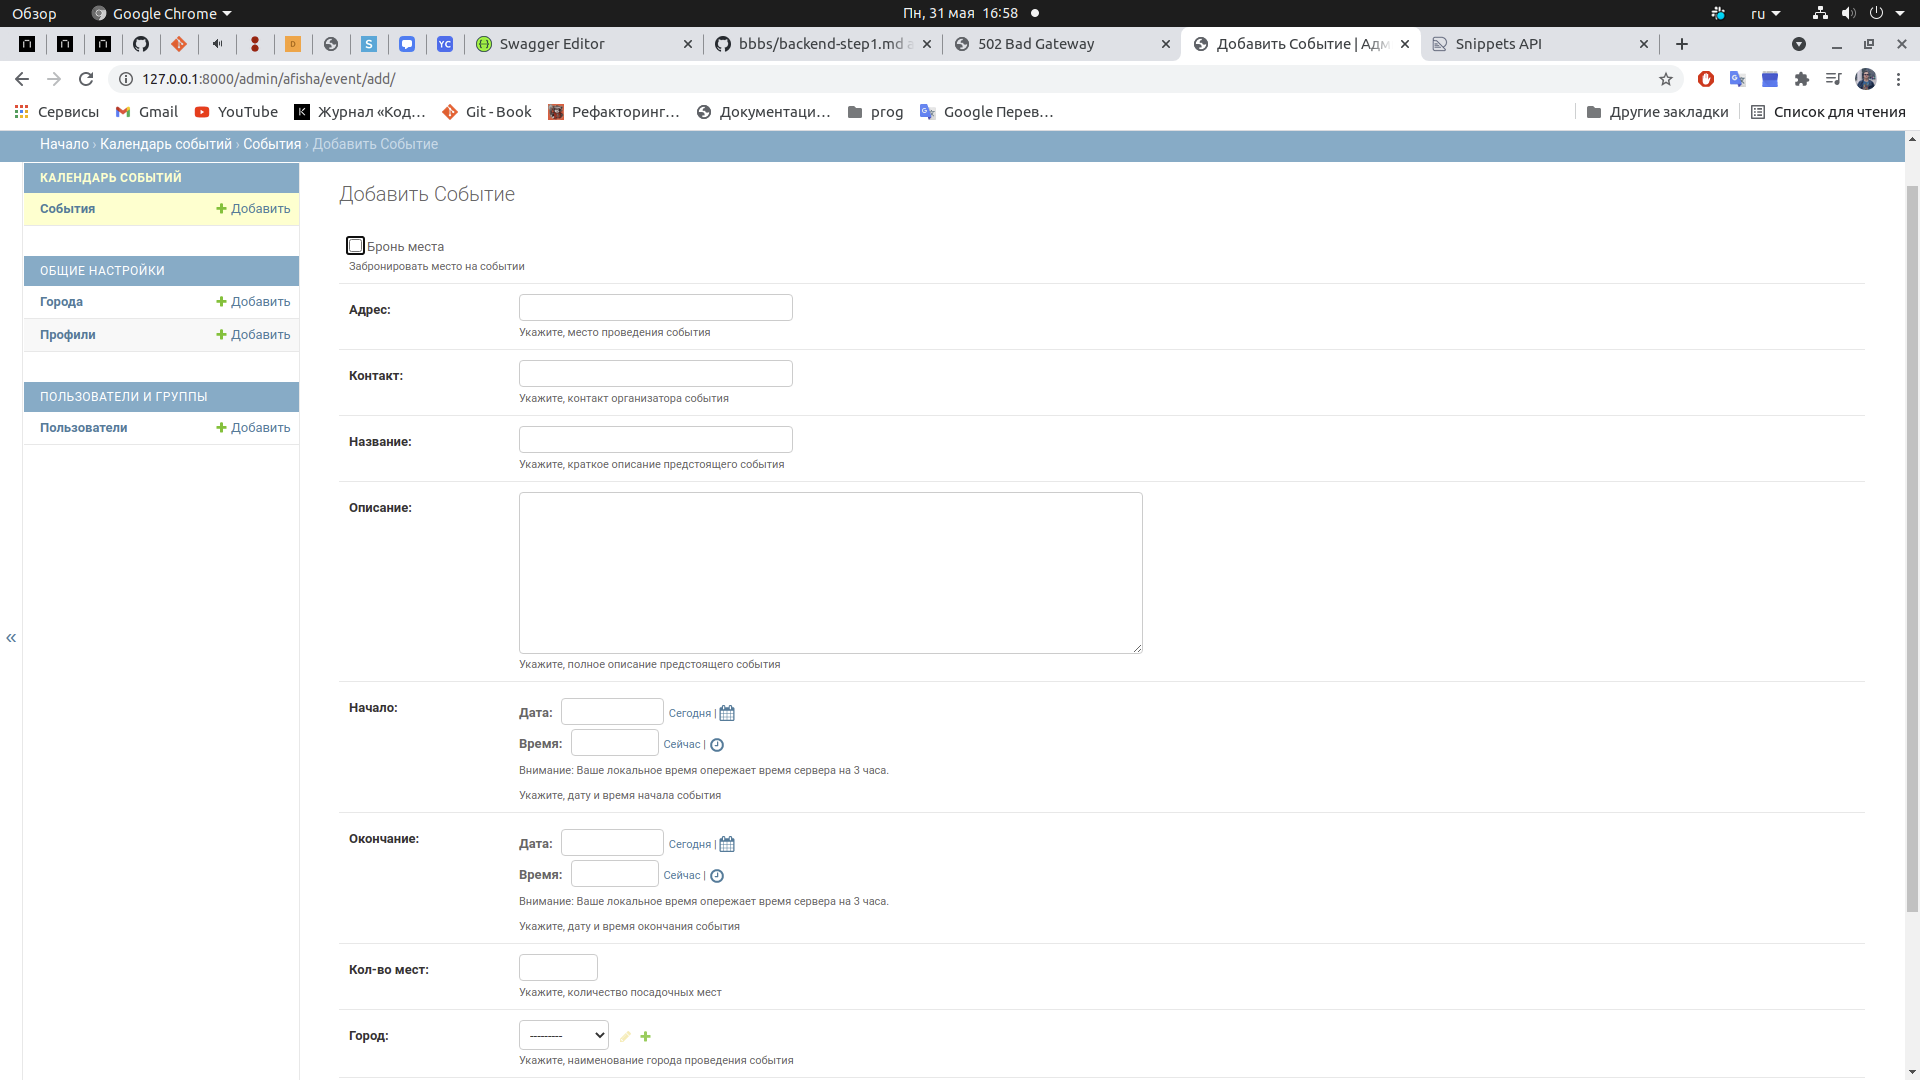 Обзор
Google Chrome
Пн, 31 мая 16:58
ru
D
S
YC
Swagger Editor
bbbs/backend-step1.md a
502 Bad Gateway
Добавить Событие | Адм
Snippets API
127.0.0.1:8000/admin/afisha/event/add/
Сервисы
Gmail
YouTube
Журнал «Код...
Git - Book
Рефакторинг...
Документаци...
prog
Google Перев...
Другие закладки
Список для чтения
Начало › Календарь событий › События › Добавить Событие
КАЛЕНДАРЬ СОБЫТИЙ
События
Добавить
ОБЩИЕ НАСТРОЙКИ
Города
Добавить
Профили
Добавить
ПОЛЬЗОВАТЕЛИ И ГРУППЫ
Пользователи
Добавить
«
Добавить Событие
Бронь места
Забронировать место на событии
Адрес:
Укажите, место проведения события
Контакт:
Укажите, контакт организатора события
Название:
Укажите, краткое описание предстоящего события
Описание:
Укажите, полное описание предстоящего события
Начало:
Дата:
Сегодня |
Время:
Сейчас |
Внимание: Ваше локальное время опережает время сервера на 3 часа.
Укажите, дату и время начала события
Окончание:
Дата:
Сегодня |
Время:
Сейчас |
Внимание: Ваше локальное время опережает время сервера на 3 часа.
Укажите, дату и время окончания события
Кол-во мест:
Укажите, количество посадочных мест
Город:
---------
Укажите, наименование города проведения события